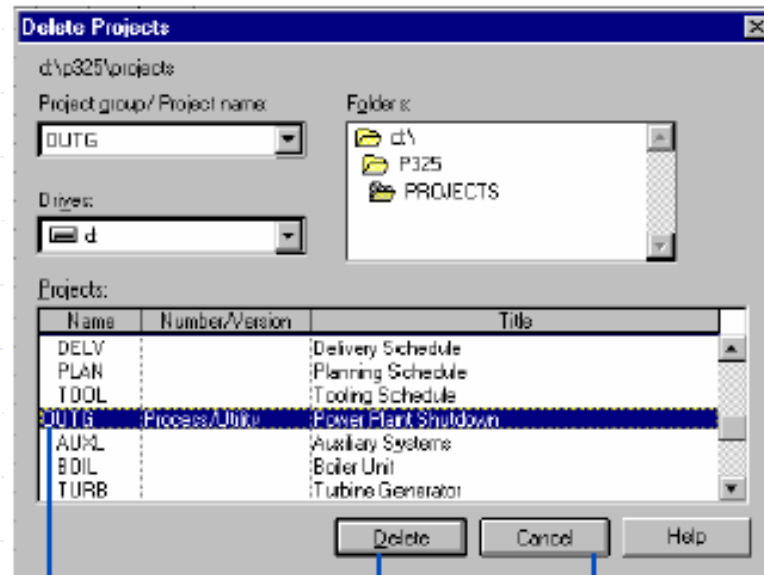 Delete Projects
d:\p325\projects
Project group/ Project name:
Folders:
OUTG
d:\
P325
PROJECTS
Drives:
d:
Projects:
Name Number/Version Title
DELV Delivery Schedule
PLAN Planning Schedule
TOOL Tooling Schedule
OUTG Process/Utility Power Plant Shutdown
AUXL Auxiliary Systems
BOIL Boiler Unit
TURB Turbine Generator
Delete Cancel Help